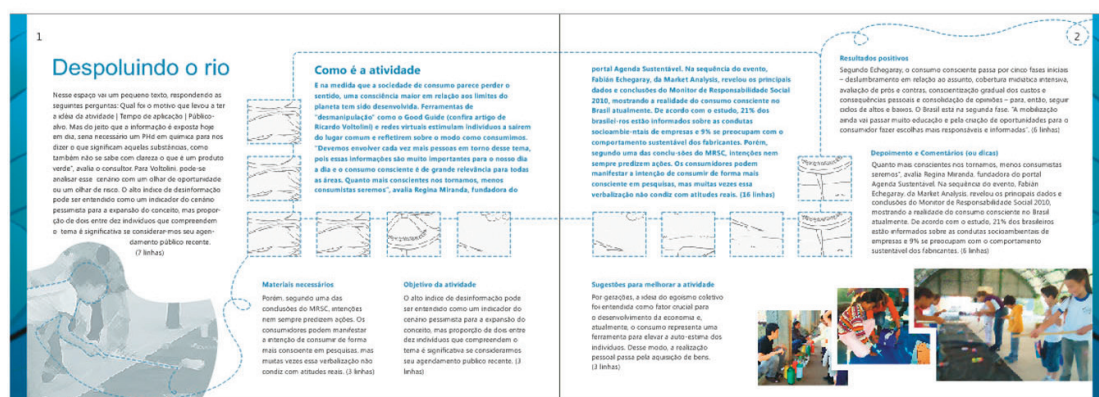 1
Despoluindo o rio
Nesse espaço vai um pequeno texto, respondendo as
seguintes perguntas: Qual foi o motivo que levou a ter
a idéia da atividade | Tempo de aplicação | Público-
alvo. Mas do jeito que a informação é exposta hoje
em dia, seria necessário um PHd em química para nos
dizer o que significam aquelas substâncias, como
também não se sabe com clareza o que é um produto
verde", avalia o consultor. Para Voltolini, pode-se
analisar esse cenário com um olhar de oportunidade
ou um olhar de risco. O alto índice de desinformação
pode ser entendido como um indicador do cenário
pessimista para a expansão do conceito, mas propor-
ção de dois entre dez indivíduos que compreendem
o tema é significativa se considerar-mos seu agen-
damento público recente.
(7 linhas)
Como é a atividade
E na medida que a sociedade de consumo parece perder o
sentido, uma consciência maior em relação aos limites do
planeta tem sido desenvolvida. Ferramentas de
"desmanipulação" como o Good Guide (confira artigo de
Ricardo Voltolini) e redes virtuais estimulam indivíduos a saírem
do lugar comum e refletirem sobre o modo como consumimos.
"Devemos envolver cada vez mais pessoas em torno desse tema,
pois essas informações são muito importantes para o nosso dia
a dia e o consumo consciente é de grande relevância para todas
as áreas. Quanto mais conscientes nos tornamos, menos
consumistas seremos", avalia Regina Miranda, fundadora do
Materiais necessários
Porém, segundo uma das
conclusões do MRSC, intenções
nem sempre predizem ações. Os
consumidores podem manifestar
a intenção de consumir de forma
mais consciente em pesquisas, mas
muitas vezes essa verbalização não
condiz com atitudes reais. (3 linhas)
Objetivo da atividade
O alto índice de desinformação pode
ser entendido como um indicador do
cenário pessimista para a expansão do
conceito, mas proporção de dois entre
dez indivíduos que compreendem o
tema é significativa se considerarmos
seu agendamento público recente. (3
linhas)
portal Agenda Sustentável. Na sequência do evento,
Fabián Echegaray, da Market Analysis, revelou os principais
dados e conclusões do Monitor de Responsabilidade Social
2010, mostrando a realidade do consumo consciente no
Brasil atualmente. De acordo com o estudo, 21% dos
brasilei-ros estão informados sobre as condutas
socioambie-ntais de empresas e 9% se preocupam com o
comportamento sustentável dos fabricantes. Porém,
segundo uma das conclu-sões do MRSC, intenções nem
sempre predizem ações. Os consumidores podem
manifestar a intenção de consumir de forma mais
consciente em pesquisas, mas muitas vezes essa
verbalização não condiz com atitudes reais. (16 linhas)
Sugestões para melhorar a atividade
Por gerações, a ideia do egoísmo coletivo
foi entendida como fator crucial para
o desenvolvimento da economia e,
atualmente, o consumo representa uma
ferramenta para elevar a auto-estima dos
indivíduos. Desse modo, a realização
pessoal passa pela aquisição de bens.
(3 linhas)
2
Resultados positivos
Segundo Echegaray, o consumo consciente passa por cinco fases iniciais
– deslumbramento em relação ao assunto, cobertura midiática intensiva,
avaliação de prós e contras, conscientização gradual dos custos e
consequências pessoais e consolidação de opiniões – para, então, seguir
ciclos de altos e baixos. O Brasil está na segunda fase. "A mobilização
ainda vai passar muito educação e pela criação de oportunidades para o
consumidor fazer escolhas mais responsáveis e informadas". (6 linhas)
Depoimento e Comentários (ou dicas)
Quanto mais conscientes nos tornamos, menos consumistas
seremos", avalia Regina Miranda, fundadora do portal
Agenda Sustentável. Na sequência do evento, Fabián
Echegaray, da Market Analysis, revelou os principais dados e
conclusões do Monitor de Responsabilidade Social 2010,
mostrando a realidade do consumo consciente no Brasil
atualmente. De acordo com o estudo, 21% dos brasileiros
estão informados sobre as condutas socioambientais de
empresas e 9% se preocupam com o comportamento
sustentável dos fabricantes. (6 linhas)